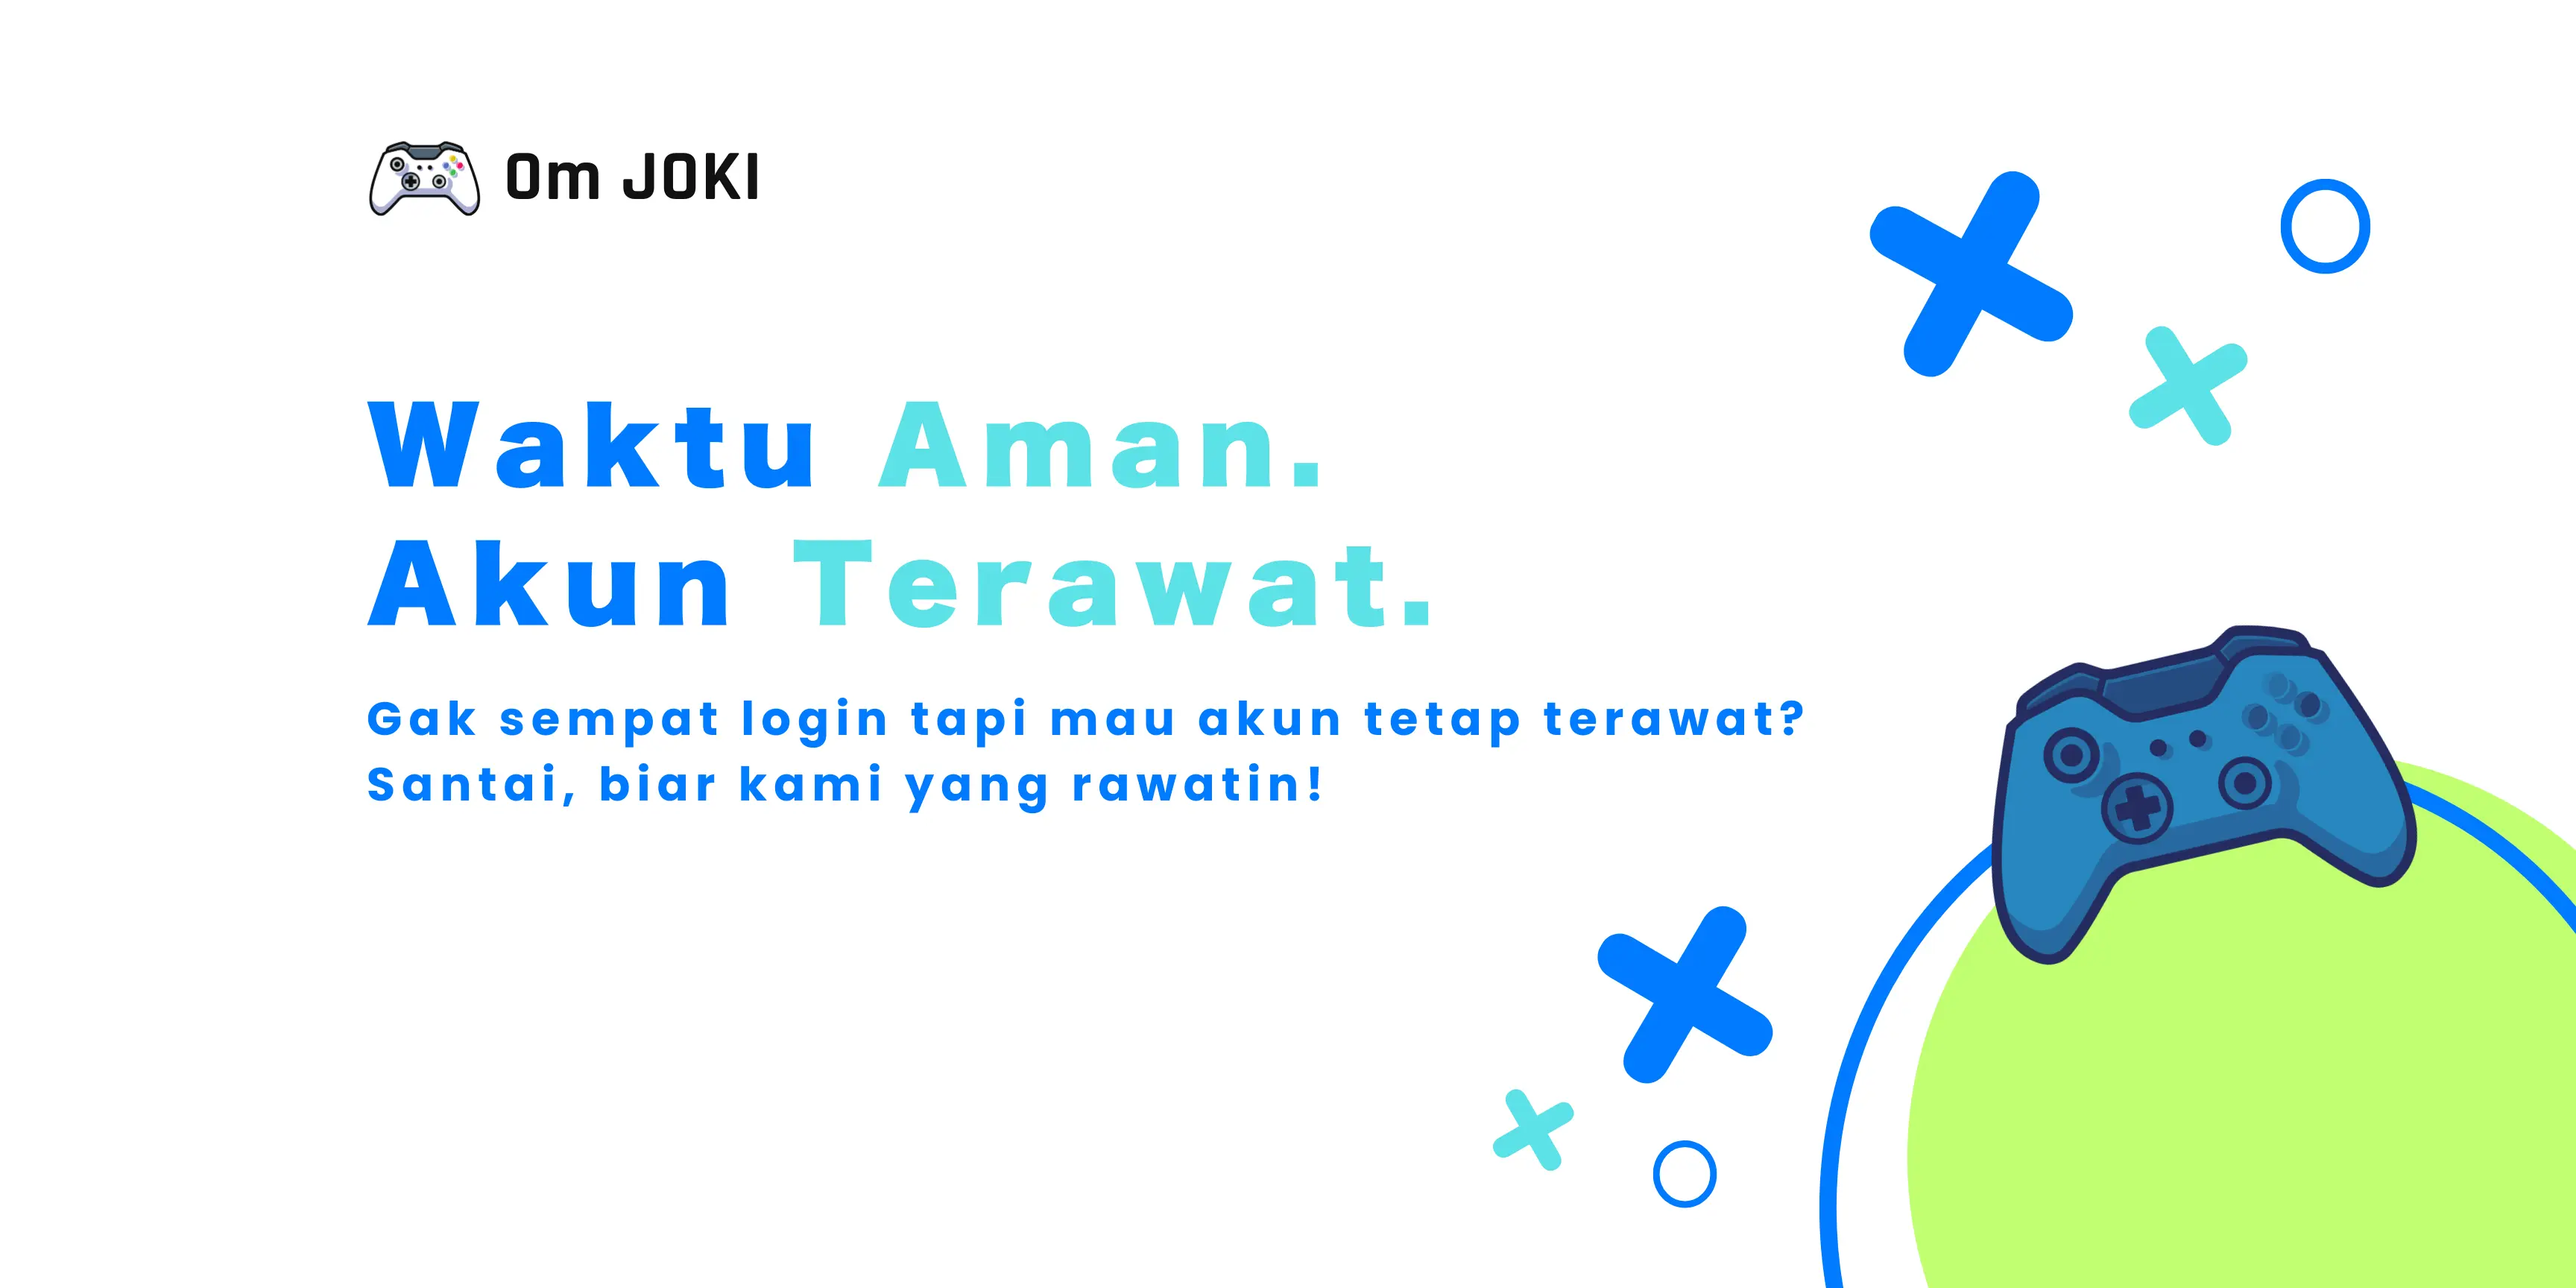 Om JOKI
Waktu Aman.
Akun Terawat.
Gak sempat login tapi mau akun tetap terawat?
Santai, biar kami yang rawatin!